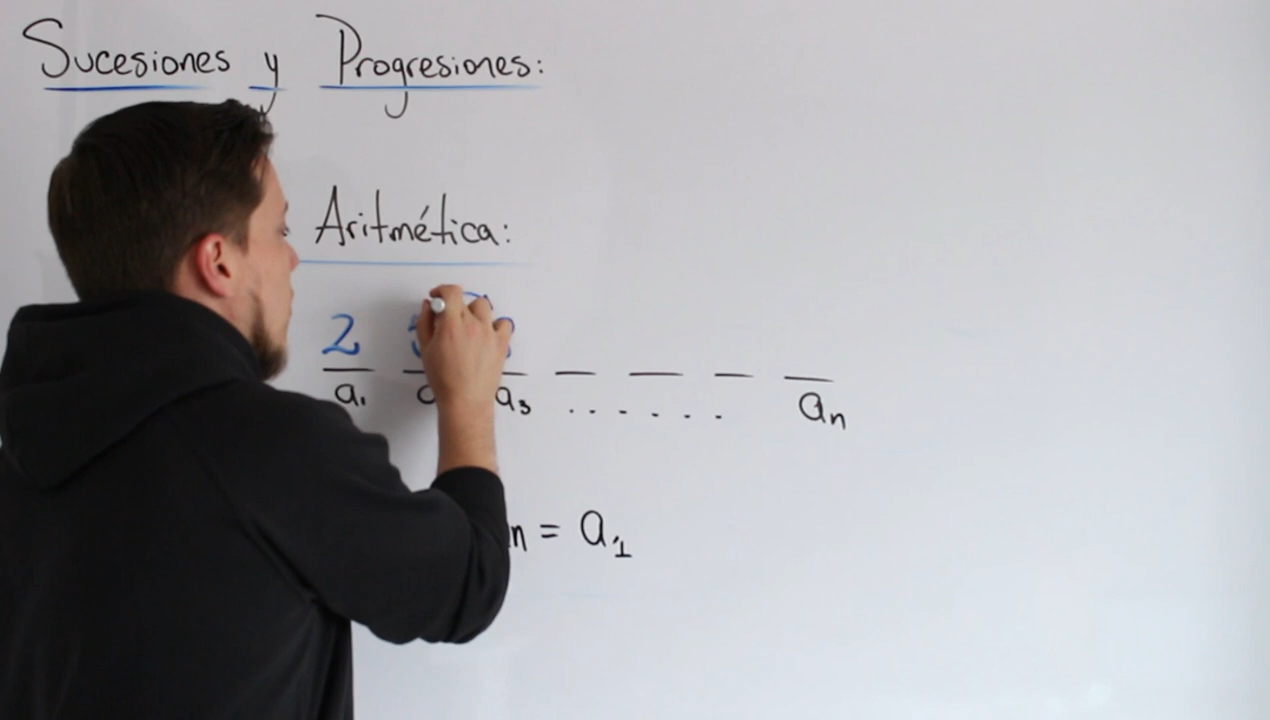 Sucesiones y Progresiones:
Aritmética:
2
a₁ a₃ ...... aₙ
n = a₁